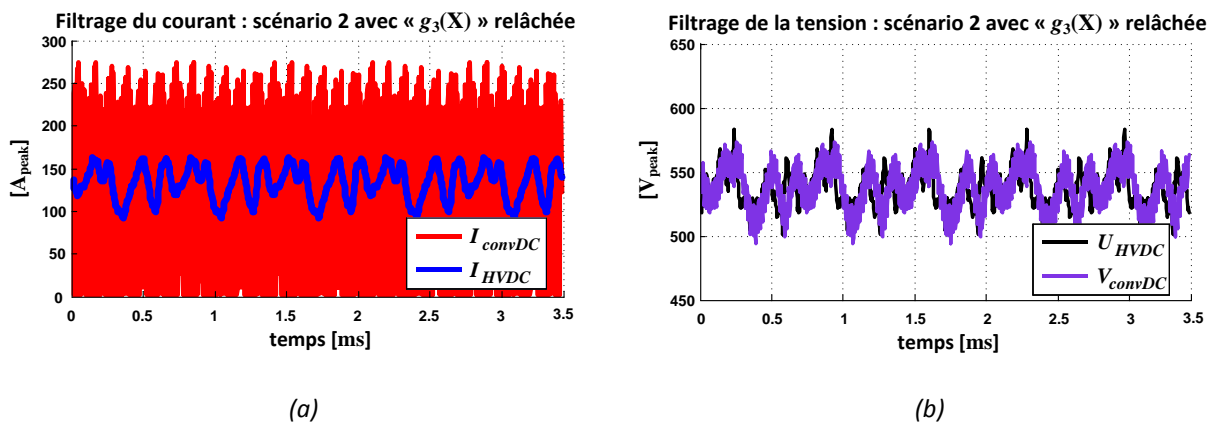 Filtrage du courant : scénario 2 avec « g3(X) » relâchée
300
250
200
150
100
50
0
[Apeak]
IconvDC
IHVDC
0 0.5 1 1.5 2 2.5 3 3.5
temps [ms]
(a)
Filtrage de la tension : scénario 2 avec « g3(X) » relâchée
650
600
550
500
450
[Vpeak]
UHVDC
VconvDC
0 0.5 1 1.5 2 2.5 3 3.5
temps [ms]
(b)